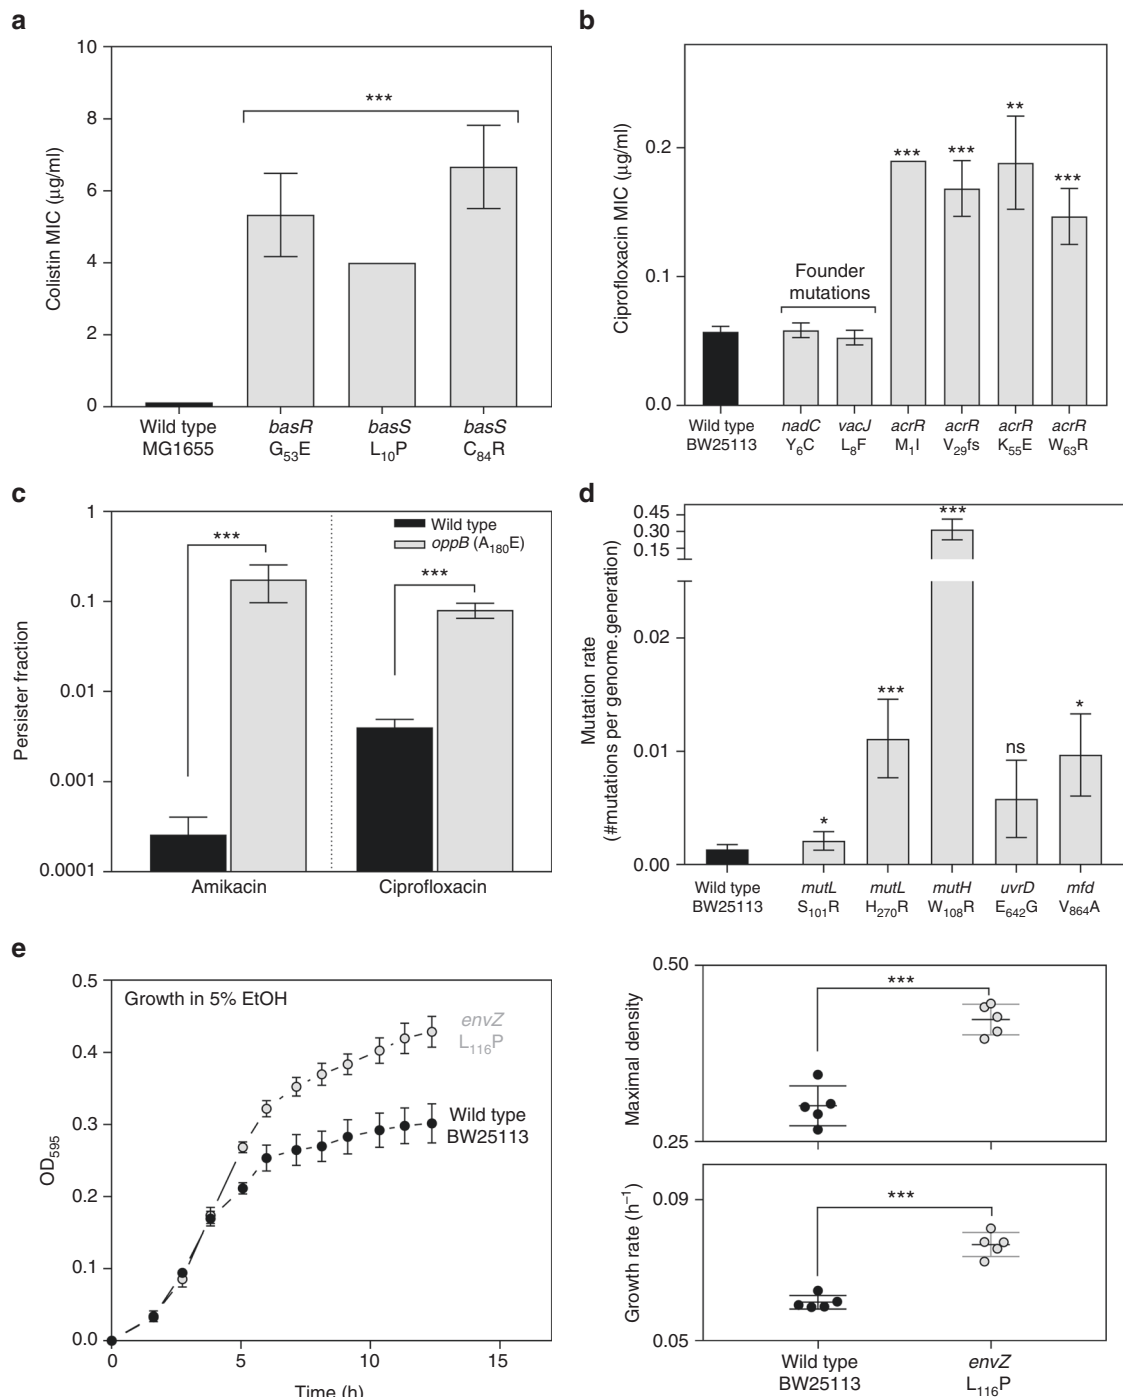 a
10
8
6
4
2
0
Colistin MIC (μg/ml)
***
Wild type
MG1655
basR
G53E
basS
L10P
basS
C84R
b
0.2
0.1
0.0
Ciprofloxacin MIC (μg/ml)
Founder
mutations
***
***
**
***
Wild type
BW25113
nadC
Y6C
vacJ
L8F
acrR
M1I
acrR
V29fs
acrR
K55E
acrR
W63R
c
1
0.1
0.01
0.001
0.0001
Persister fraction
Wild type
oppB (A180E)
***
***
Amikacin
Ciprofloxacin
d
0.45
0.30
0.15
0.02
0.01
0.00
Mutation rate
(#mutations per genome.generation)
*
***
***
ns
*
Wild type
BW25113
mutL
S101R
mutL
H270R
mutH
W108R
uvrD
E642G
mfd
V864A
e
0.5
0.4
0.3
0.2
0.1
0.0
OD595
Growth in 5% EtOH
envZ
L116P
Wild type
BW25113
0
5
10
15
Time (h)
0.50
0.25
Maximal density
***
0.09
0.05
Growth rate (h−1)
***
Wild type
BW25113
envZ
L116P